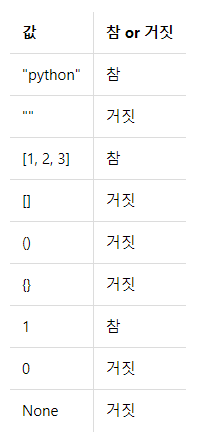 값 참 or 거짓
"python" 참
"" 거짓
[1, 2, 3] 참
[] 거짓
() 거짓
{} 거짓
1 참
0 거짓
None 거짓